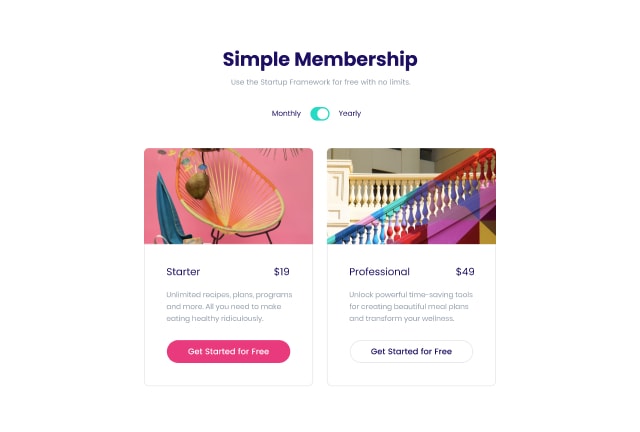 Simple Membership
Use the Startup Framework for free with no limits.
Monthly
Yearly
Starter
$19
Unlimited recipes, plans, programs
and more. All you need to make
eating healthy ridiculously.
Get Started for Free
Professional
$49
Unlock powerful time-saving tools
for creating beautiful meal plans
and transform your wellness.
Get Started for Free